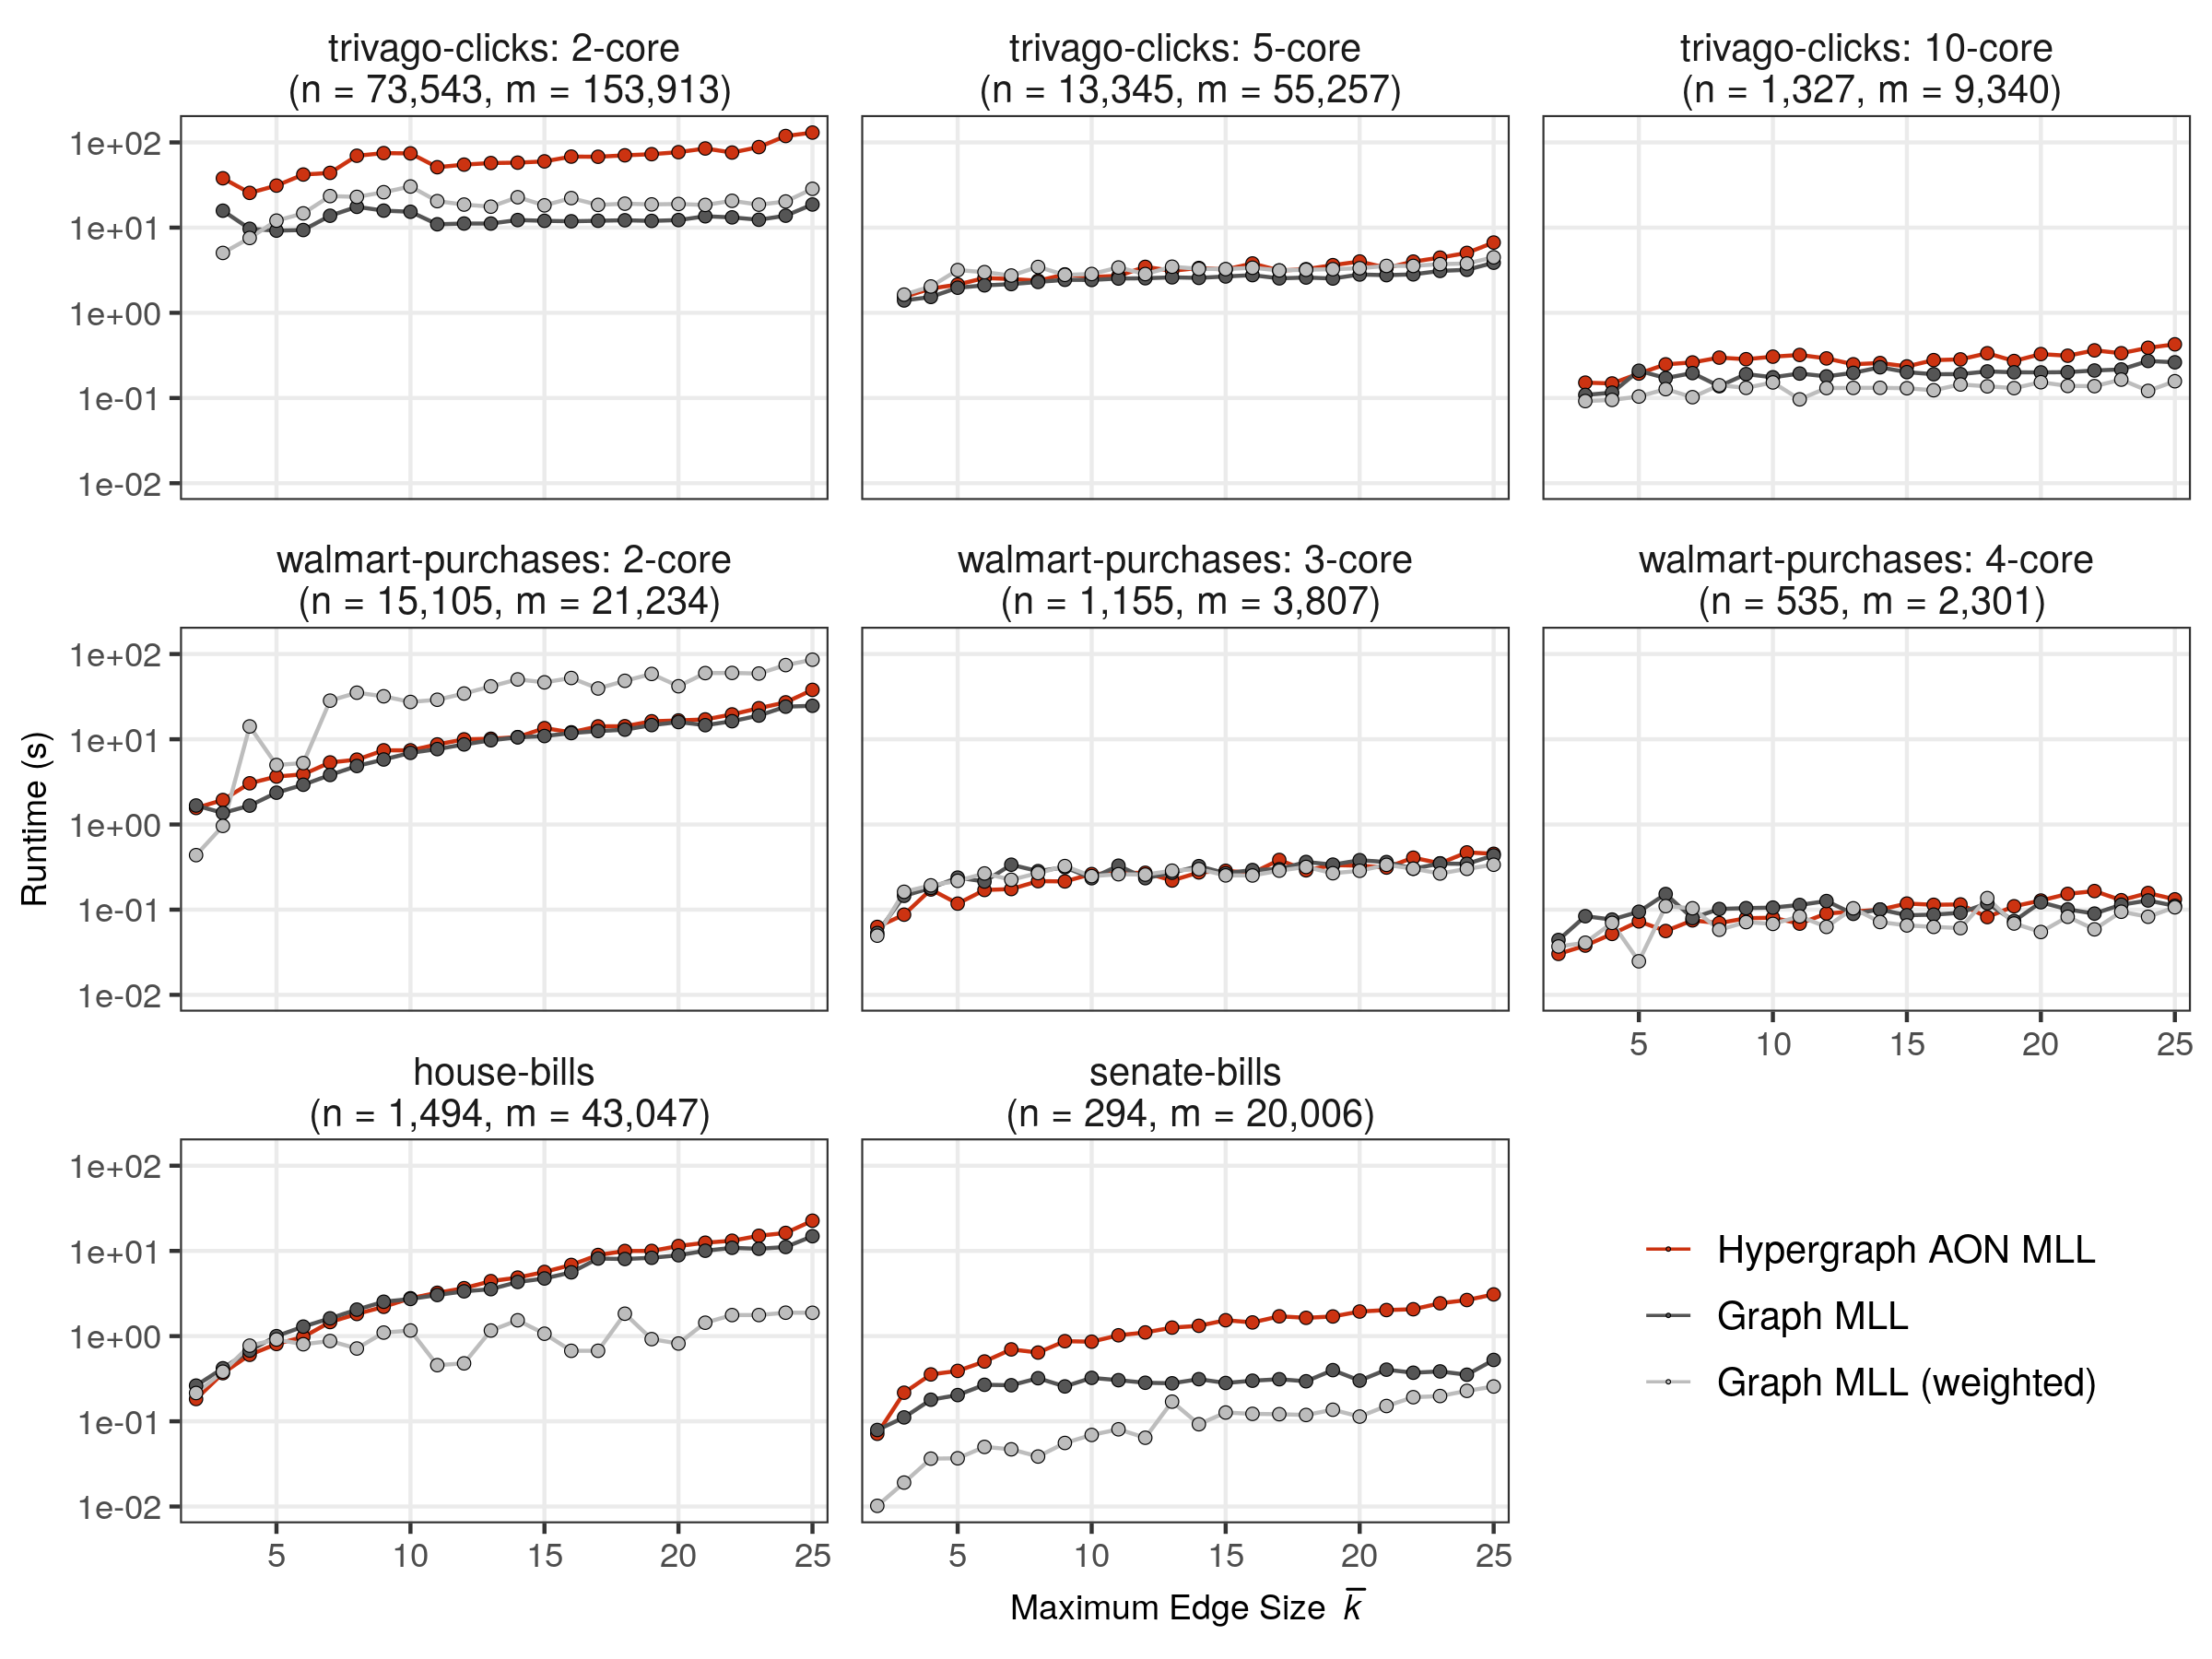 trivago-clicks: 2-core
(n = 73,543, m = 153,913)
trivago-clicks: 5-core
(n = 13,345, m = 55,257)
trivago-clicks: 10-core
(n = 1,327, m = 9,340)
1e+02
1e+01
1e+00
1e-01
1e-02
walmart-purchases: 2-core
(n = 15,105, m = 21,234)
walmart-purchases: 3-core
(n = 1,155, m = 3,807)
walmart-purchases: 4-core
(n = 535, m = 2,301)
Runtime (s)
1e+02
1e+01
1e+00
1e-01
1e-02
5 10 15 20 25
house-bills
(n = 1,494, m = 43,047)
senate-bills
(n = 294, m = 20,006)
1e+02
1e+01
1e+00
1e-01
1e-02
5 10 15 20 25
5 10 15 20 25
Hypergraph AON MLL
Graph MLL
Graph MLL (weighted)
Maximum Edge Size k̅